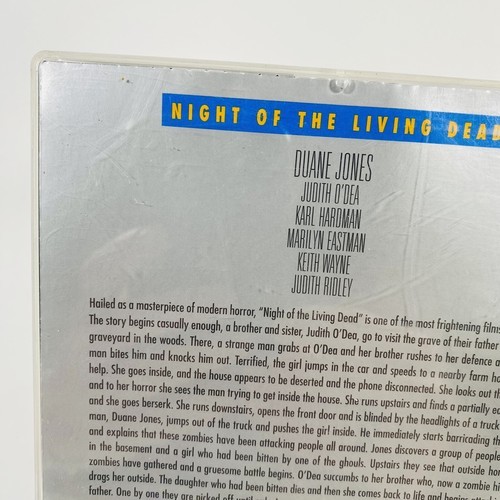 NIGHT OF THE LIVING DEAD
DUANE JONES
JUDITH O'DEA
KARL HARDMAN
MARILYN EASTMAN
KEITH WAYNE
JUDITH RIDLEY
Hailed as a masterpiece of modern horror, "Night of the Living Dead" is one of the most frightening films
The story begins casually enough, a brother and sister, Judith O'Dea, go to visit the grave of their father
graveyard in the woods. There, a strange man grabs at O'Dea and her brother rushes to her defence a
man bites him and knocks him out. Terrified, the girl jumps in the car and speeds to a nearby farm ho
help. She goes inside, and the house appears to be deserted and the phone disconnected. She looks out th
and to her horror she sees the man trying to get inside the house. She runs upstairs and finds a partially ea
and she goes berserk. She runs downstairs, opens the front door and is blinded by the headlights of a truck
man, Duane Jones, jumps out of the truck and pushes the girl inside. He immediately starts barricading th
and explains that these zombies have been attacking people all around. Jones discovers a group of people
in the basement and a girl who had been bitten by one of the ghouls. Upstairs they see that outside hor
zombies have gathered and a gruesome battle begins. O'Dea succumbs to her brother who, now a zombie hi
drags her outside. The daughter who had been bitten dies and then she comes back to life and begins atta
father. One by one they are picked off until